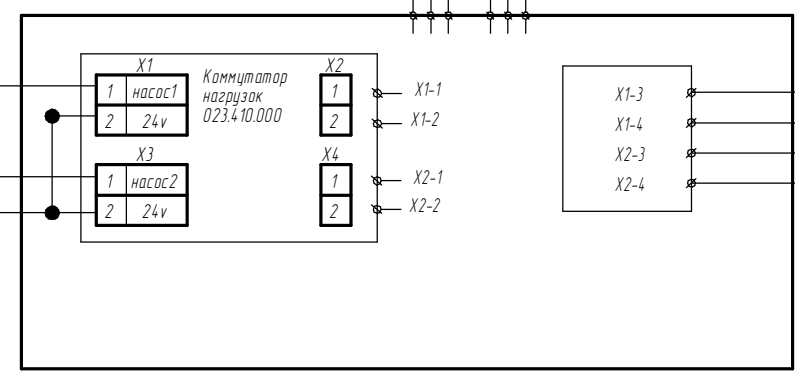 X1
1 насос1
2 24v
Коммутатор
нагрузок
023.410.000
X2
1
2
X1-1
X1-2
X3
1 насос2
2 24v
X4
1
2
X2-1
X2-2
X1-3
X1-4
X2-3
X2-4